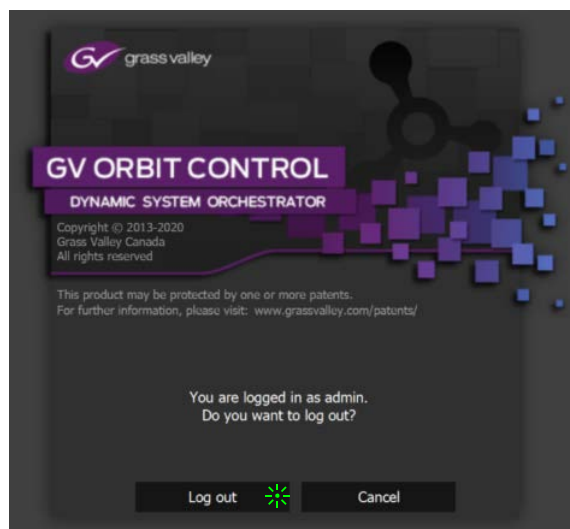 grass valley
GV ORBIT CONTROL
DYNAMIC SYSTEM ORCHESTRATOR
Copyright © 2013-2020
Grass Valley Canada
All rights reserved
This product may be protected by one or more patents.
For further information, please visit: www.grassvalley.com/patents/
You are logged in as admin.
Do you want to log out?
Log out Cancel